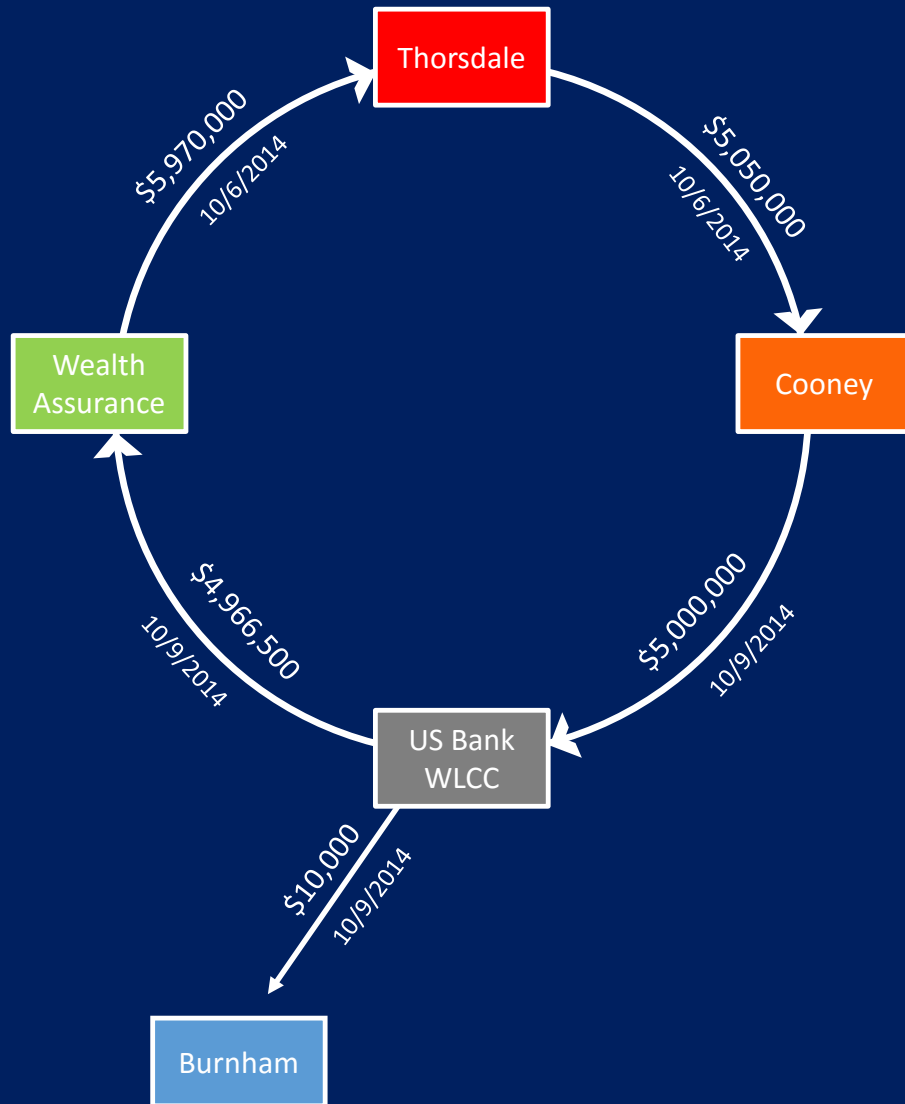 Thorsdale
$5,970,000
10/6/2014
$5,050,000
10/6/2014
Wealth
Assurance
Cooney
$4,966,500
10/9/2014
$5,000,000
10/9/2014
US Bank
WLCC
$10,000
10/9/2014
Burnham